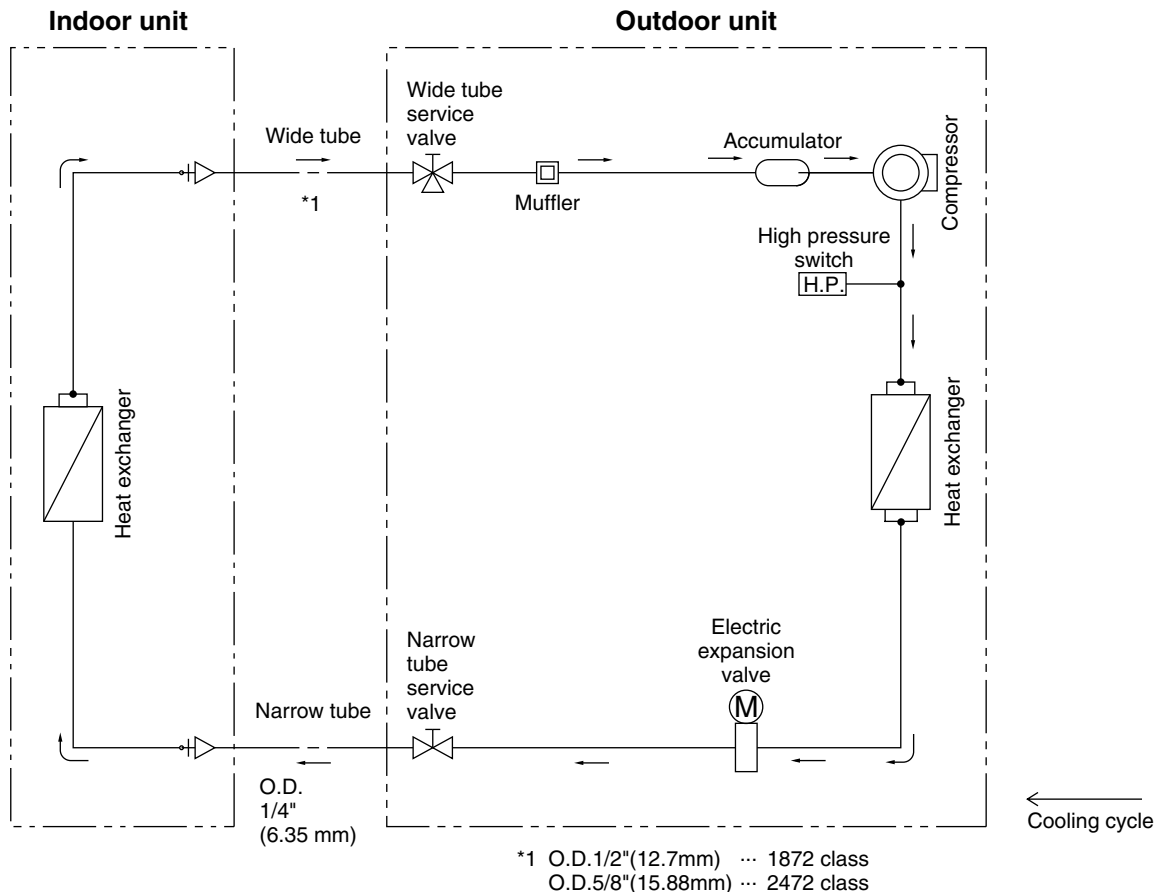 Indoor unit
Outdoor unit
Wide tube
*1
Wide tube
service
valve
Muffler
Accumulator
Compressor
High pressure
switch
H.P.
Heat exchanger
Heat exchanger
Narrow tube
O.D.
1/4"
(6.35 mm)
Narrow
tube
service
valve
Electric
expansion
valve
M
Cooling cycle
*1 O.D.1/2"(12.7mm) ··· 1872 class
O.D.5/8"(15.88mm) ··· 2472 class